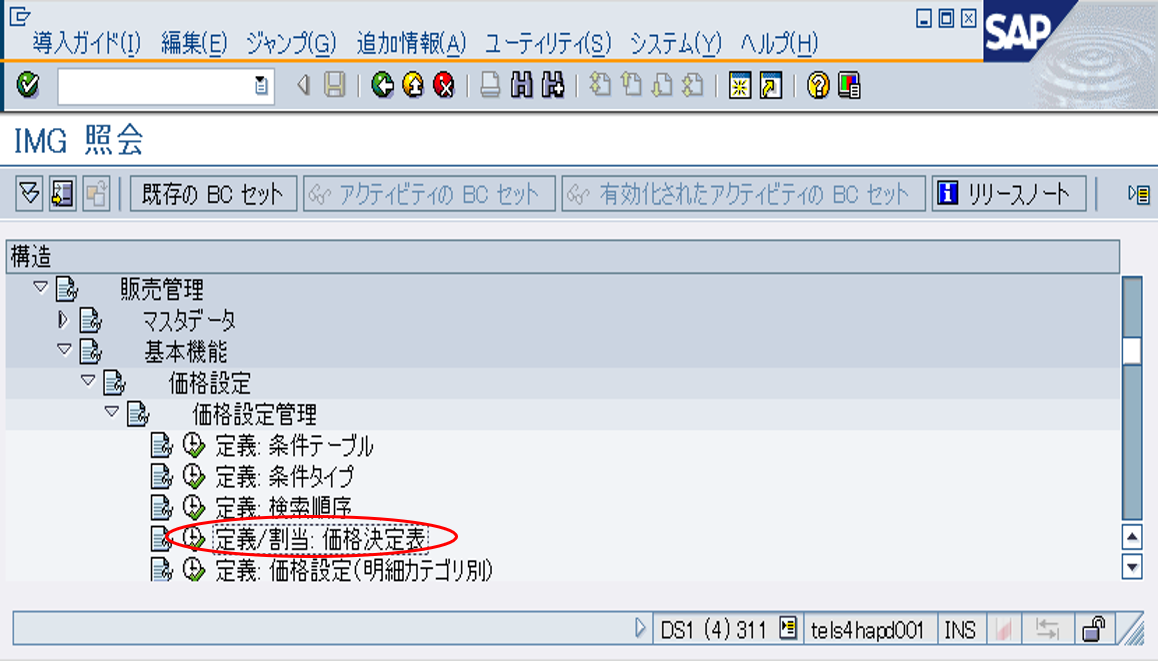 導入ガイド(I) 編集(E) ジャンプ(G) 追加情報(A) ユーティリティ(S) システム(Y) ヘルプ(H)
SAP
IMG 照会
既存の BC セット アクティビティの BC セット 有効化されたアクティビティの BC セット リリースノート
構造
販売管理
マスタデータ
基本機能
価格設定
価格設定管理
定義: 条件テーブル
定義: 条件タイプ
定義: 検索順序
定義/割当: 価格決定表
定義: 価格設定(明細カテゴリ別)
DS1 (4) 311 tels4hapd001 INS